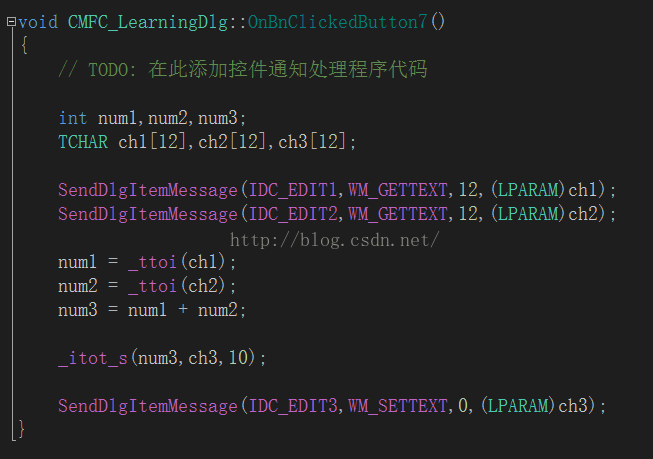 void CMFC_LearningDlg::OnBnClickedButton7()
{
// TODO: 在此添加控件通知处理程序代码
int num1,num2,num3;
TCHAR ch1[12],ch2[12],ch3[12];
SendDlgItemMessage(IDC_EDIT1,WM_GETTEXT,12,(LPARAM)ch1);
SendDlgItemMessage(IDC_EDIT2,WM_GETTEXT,12,(LPARAM)ch2);
http://blog.csdn.net/
num1 = _ttoi(ch1);
num2 = _ttoi(ch2);
num3 = num1 + num2;
_itot_s(num3,ch3,10);
SendDlgItemMessage(IDC_EDIT3,WM_SETTEXT,0,(LPARAM)ch3);
}